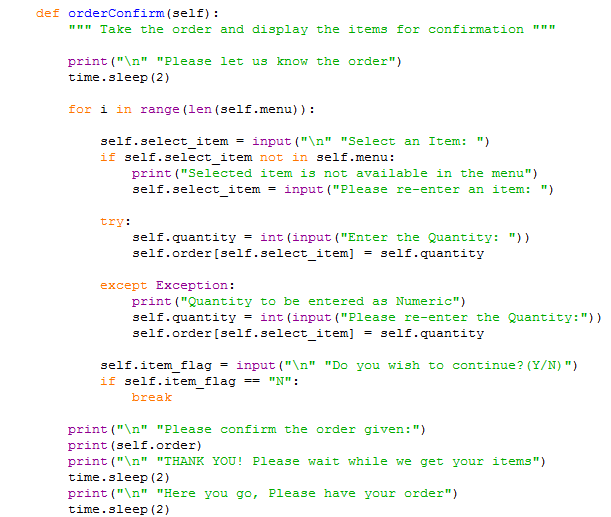 def orderConfirm(self):
    """ Take the order and display the items for confirmation """

    print("\n" "Please let us know the order")
    time.sleep(2)

    for i in range(len(self.menu)):

        self.select_item = input("\n" "Select an Item: ")
        if self.select_item not in self.menu:
            print("Selected item is not available in the menu")
            self.select_item = input("Please re-enter an item: ")

        try:
            self.quantity = int(input("Enter the Quantity: "))
            self.order[self.select_item] = self.quantity

        except Exception:
            print("Quantity to be entered as Numeric")
            self.quantity = int(input("Please re-enter the Quantity:"))
            self.order[self.select_item] = self.quantity

        self.item_flag = input("\n" "Do you wish to continue?(Y/N)")
        if self.item_flag == "N":
            break

    print("\n" "Please confirm the order given:")
    print(self.order)
    print("\n" "THANK YOU! Please wait while we get your items")
    time.sleep(2)
    print("\n" "Here you go, Please have your order")
    time.sleep(2)